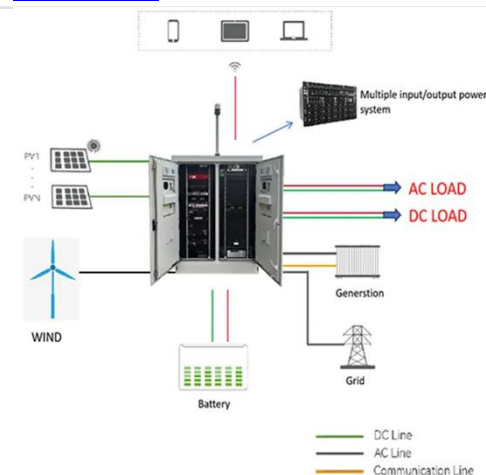 Multiple input/output power
system
PV1
PVN
AC LOAD
DC LOAD
WIND
Generstion
Grid
Battery
DC Line
AC Line
Communication Line